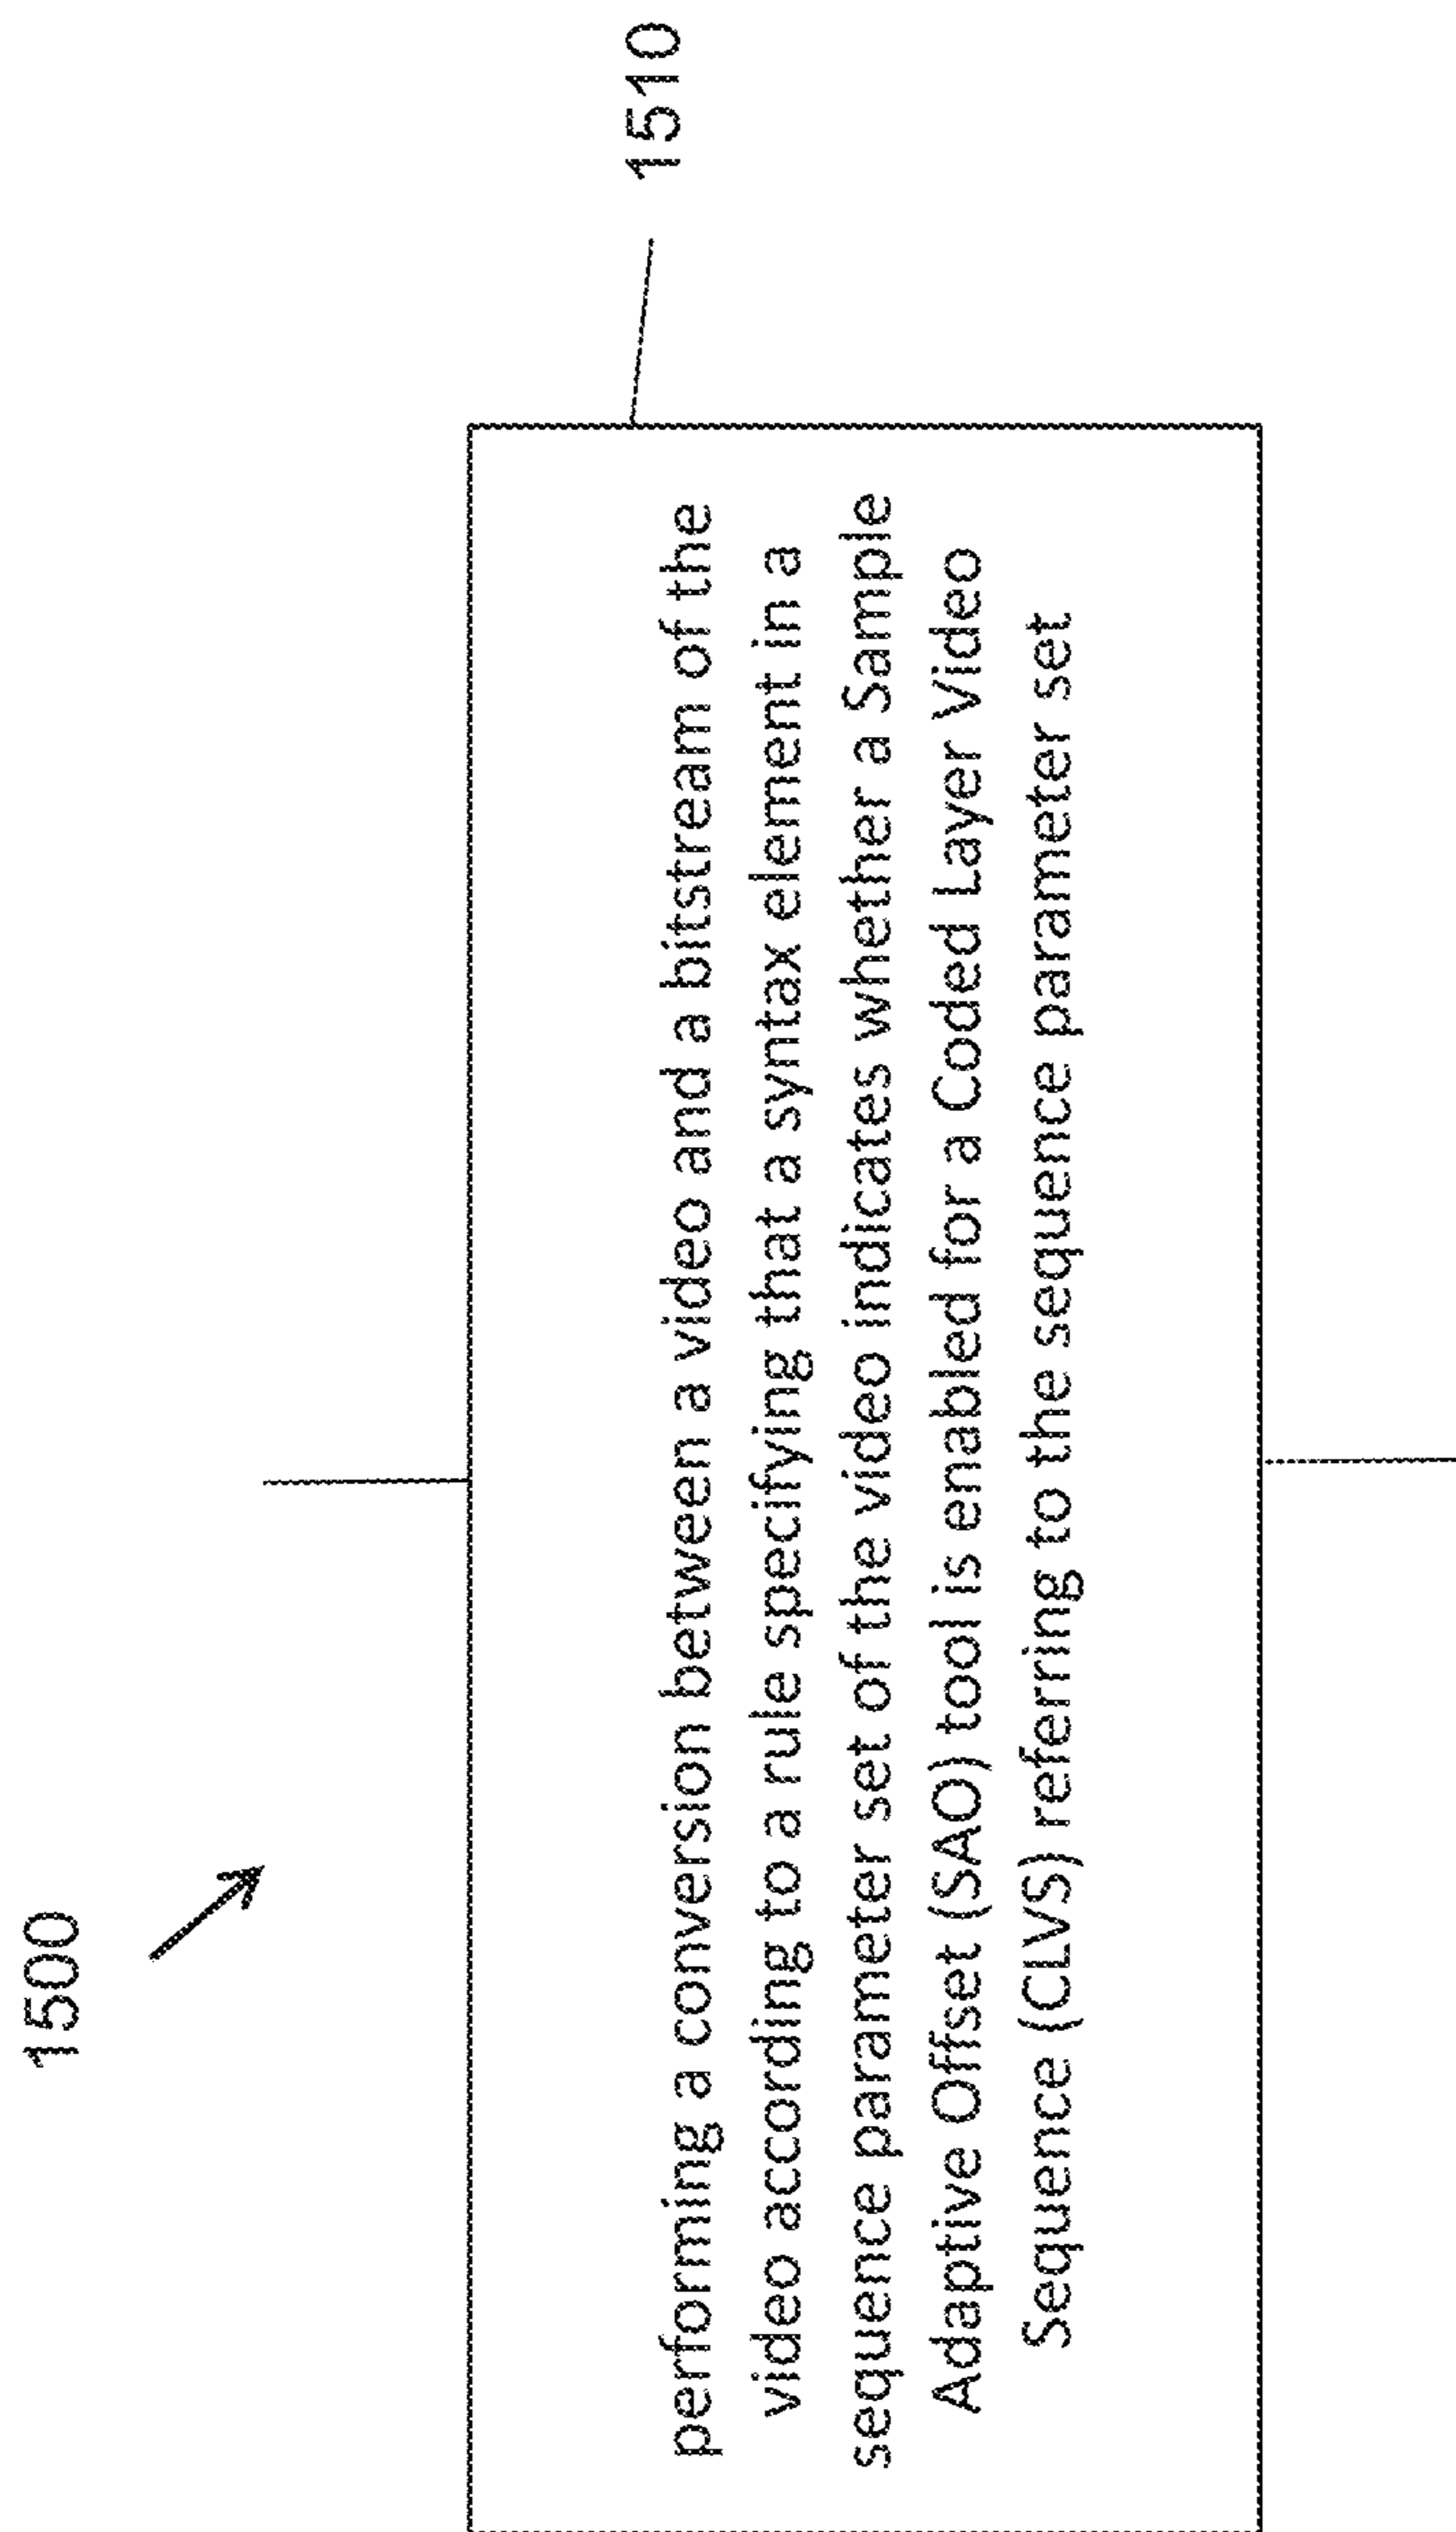 1500
1510
performing a conversion between a video and a bitstream of the
video according to a rule specifying that a syntax element in a
sequence parameter set of the video indicates whether a Sample
Adaptive Offset (SAO) tool is enabled for a Coded Layer Video
Sequence (CLVS) referring to the sequence parameter set